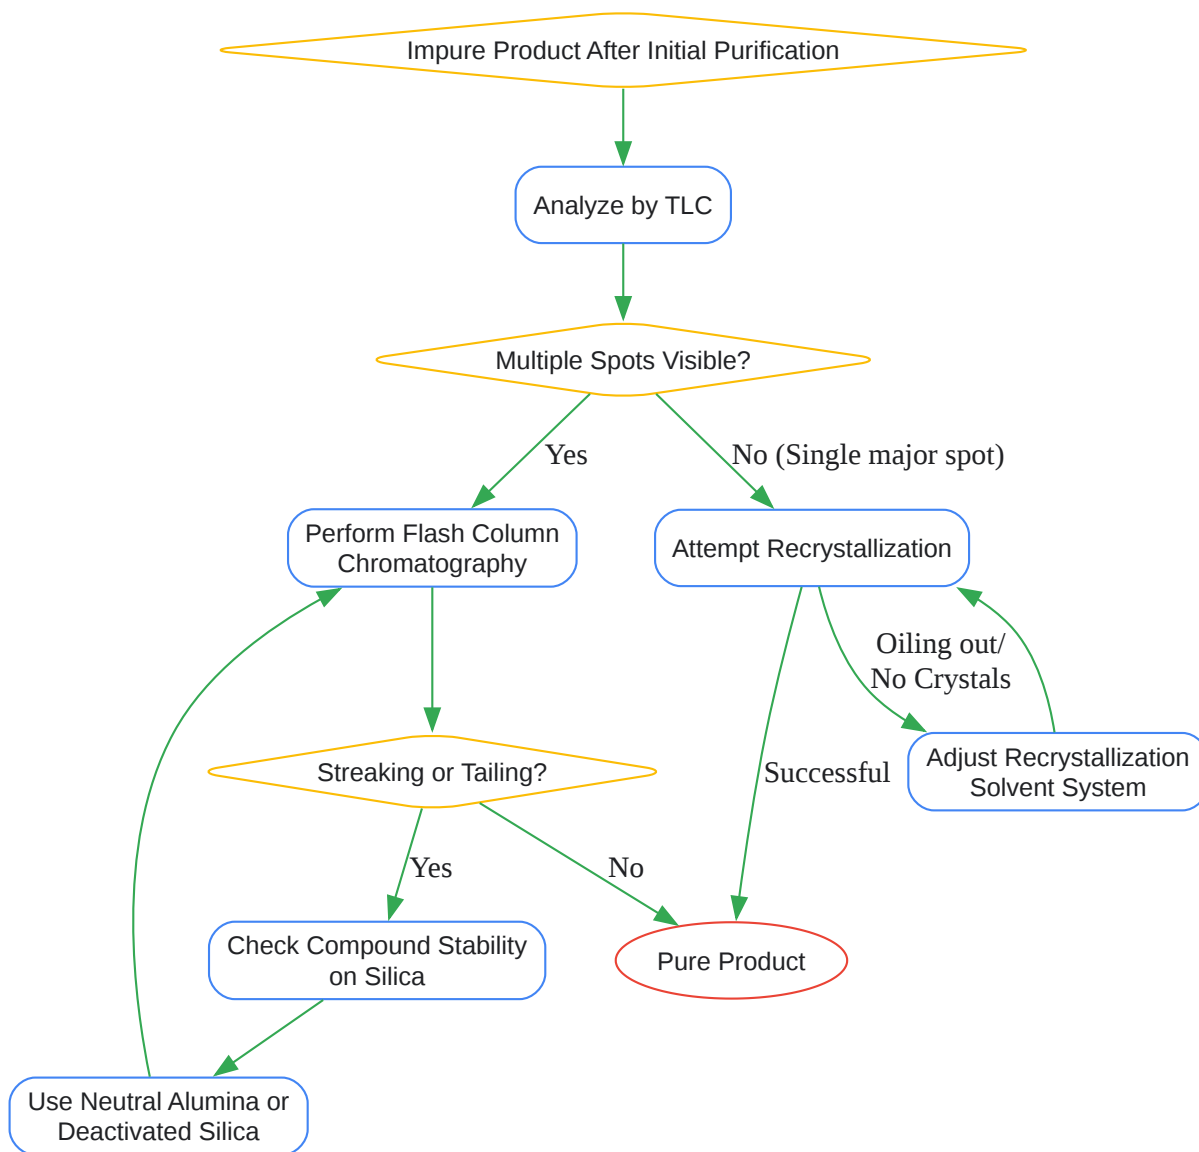 Impure Product After Initial Purification
Analyze by TLC
Multiple Spots Visible?
Yes
No (Single major spot)
Perform Flash Column
Chromatography
Attempt Recrystallization
Oiling out/
No Crystals
Streaking or Tailing?
Successful
Adjust Recrystallization
Solvent System
Yes
No
Check Compound Stability
on Silica
Pure Product
Use Neutral Alumina or
Deactivated Silica